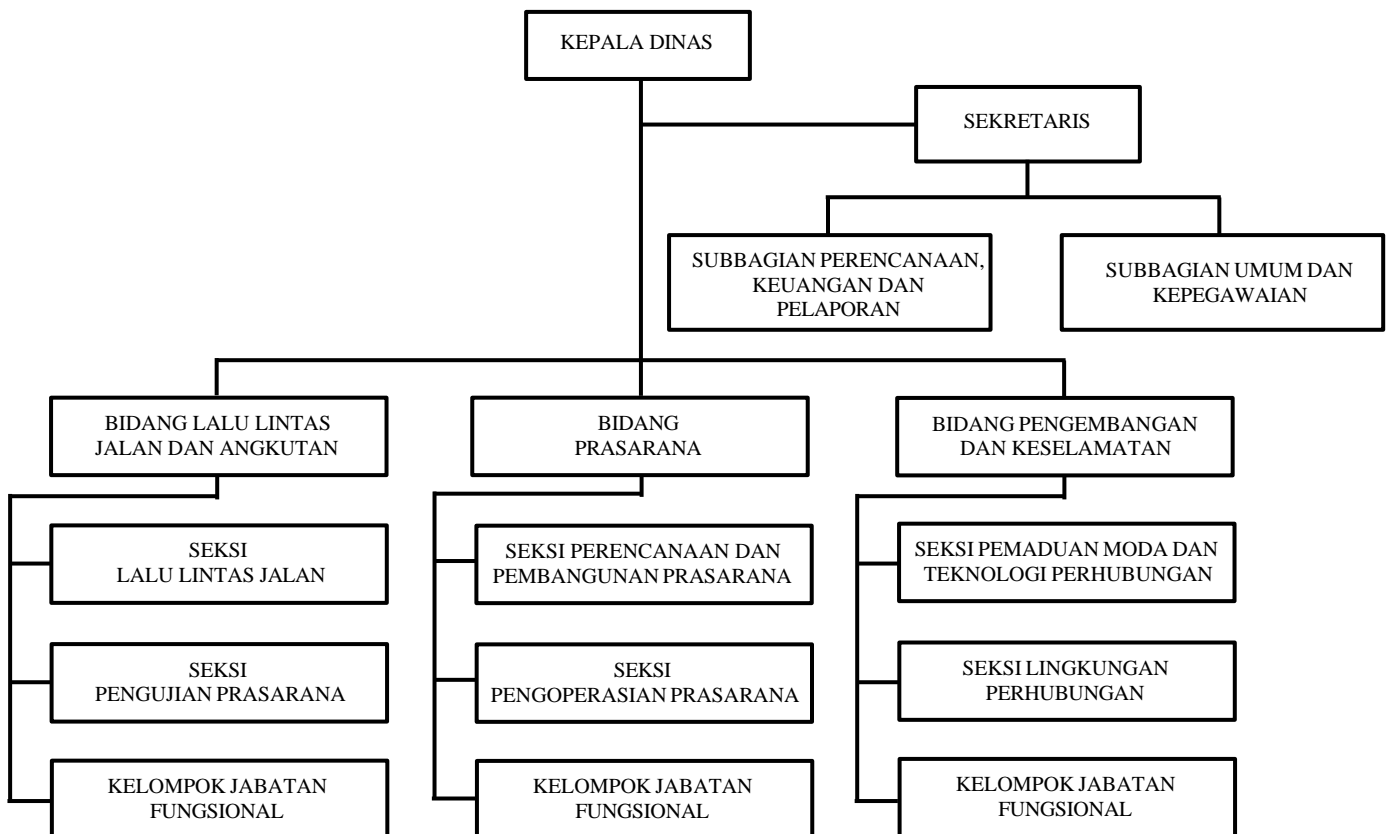 KEPALA DINAS
SEKRETARIS
SUBBAGIAN PERENCANAAN,
KEUANGAN DAN
PELAPORAN
SUBBAGIAN UMUM DAN
KEPEGAWAIAN
BIDANG LALU LINTAS
JALAN DAN ANGKUTAN
BIDANG
PRASARANA
BIDANG PENGEMBANGAN
DAN KESELAMATAN
SEKSI
LALU LINTAS JALAN
SEKSI PERENCANAAN DAN
PEMBANGUNAN PRASARANA
SEKSI PEMADUAN MODA DAN
TEKNOLOGI PERHUBUNGAN
SEKSI
PENGUJIAN PRASARANA
SEKSI
PENGOPERASIAN PRASARANA
SEKSI LINGKUNGAN
PERHUBUNGAN
KELOMPOK JABATAN
FUNGSIONAL
KELOMPOK JABATAN
FUNGSIONAL
KELOMPOK JABATAN
FUNGSIONAL